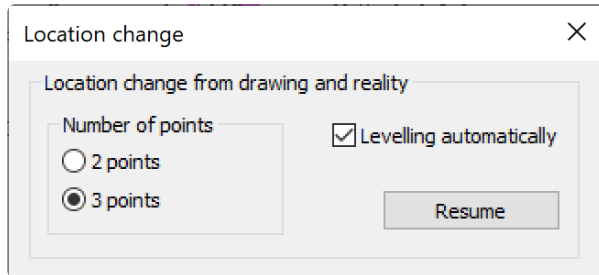 Location change
Location change from drawing and reality
Number of points
2 points
3 points
Levelling automatically
Resume